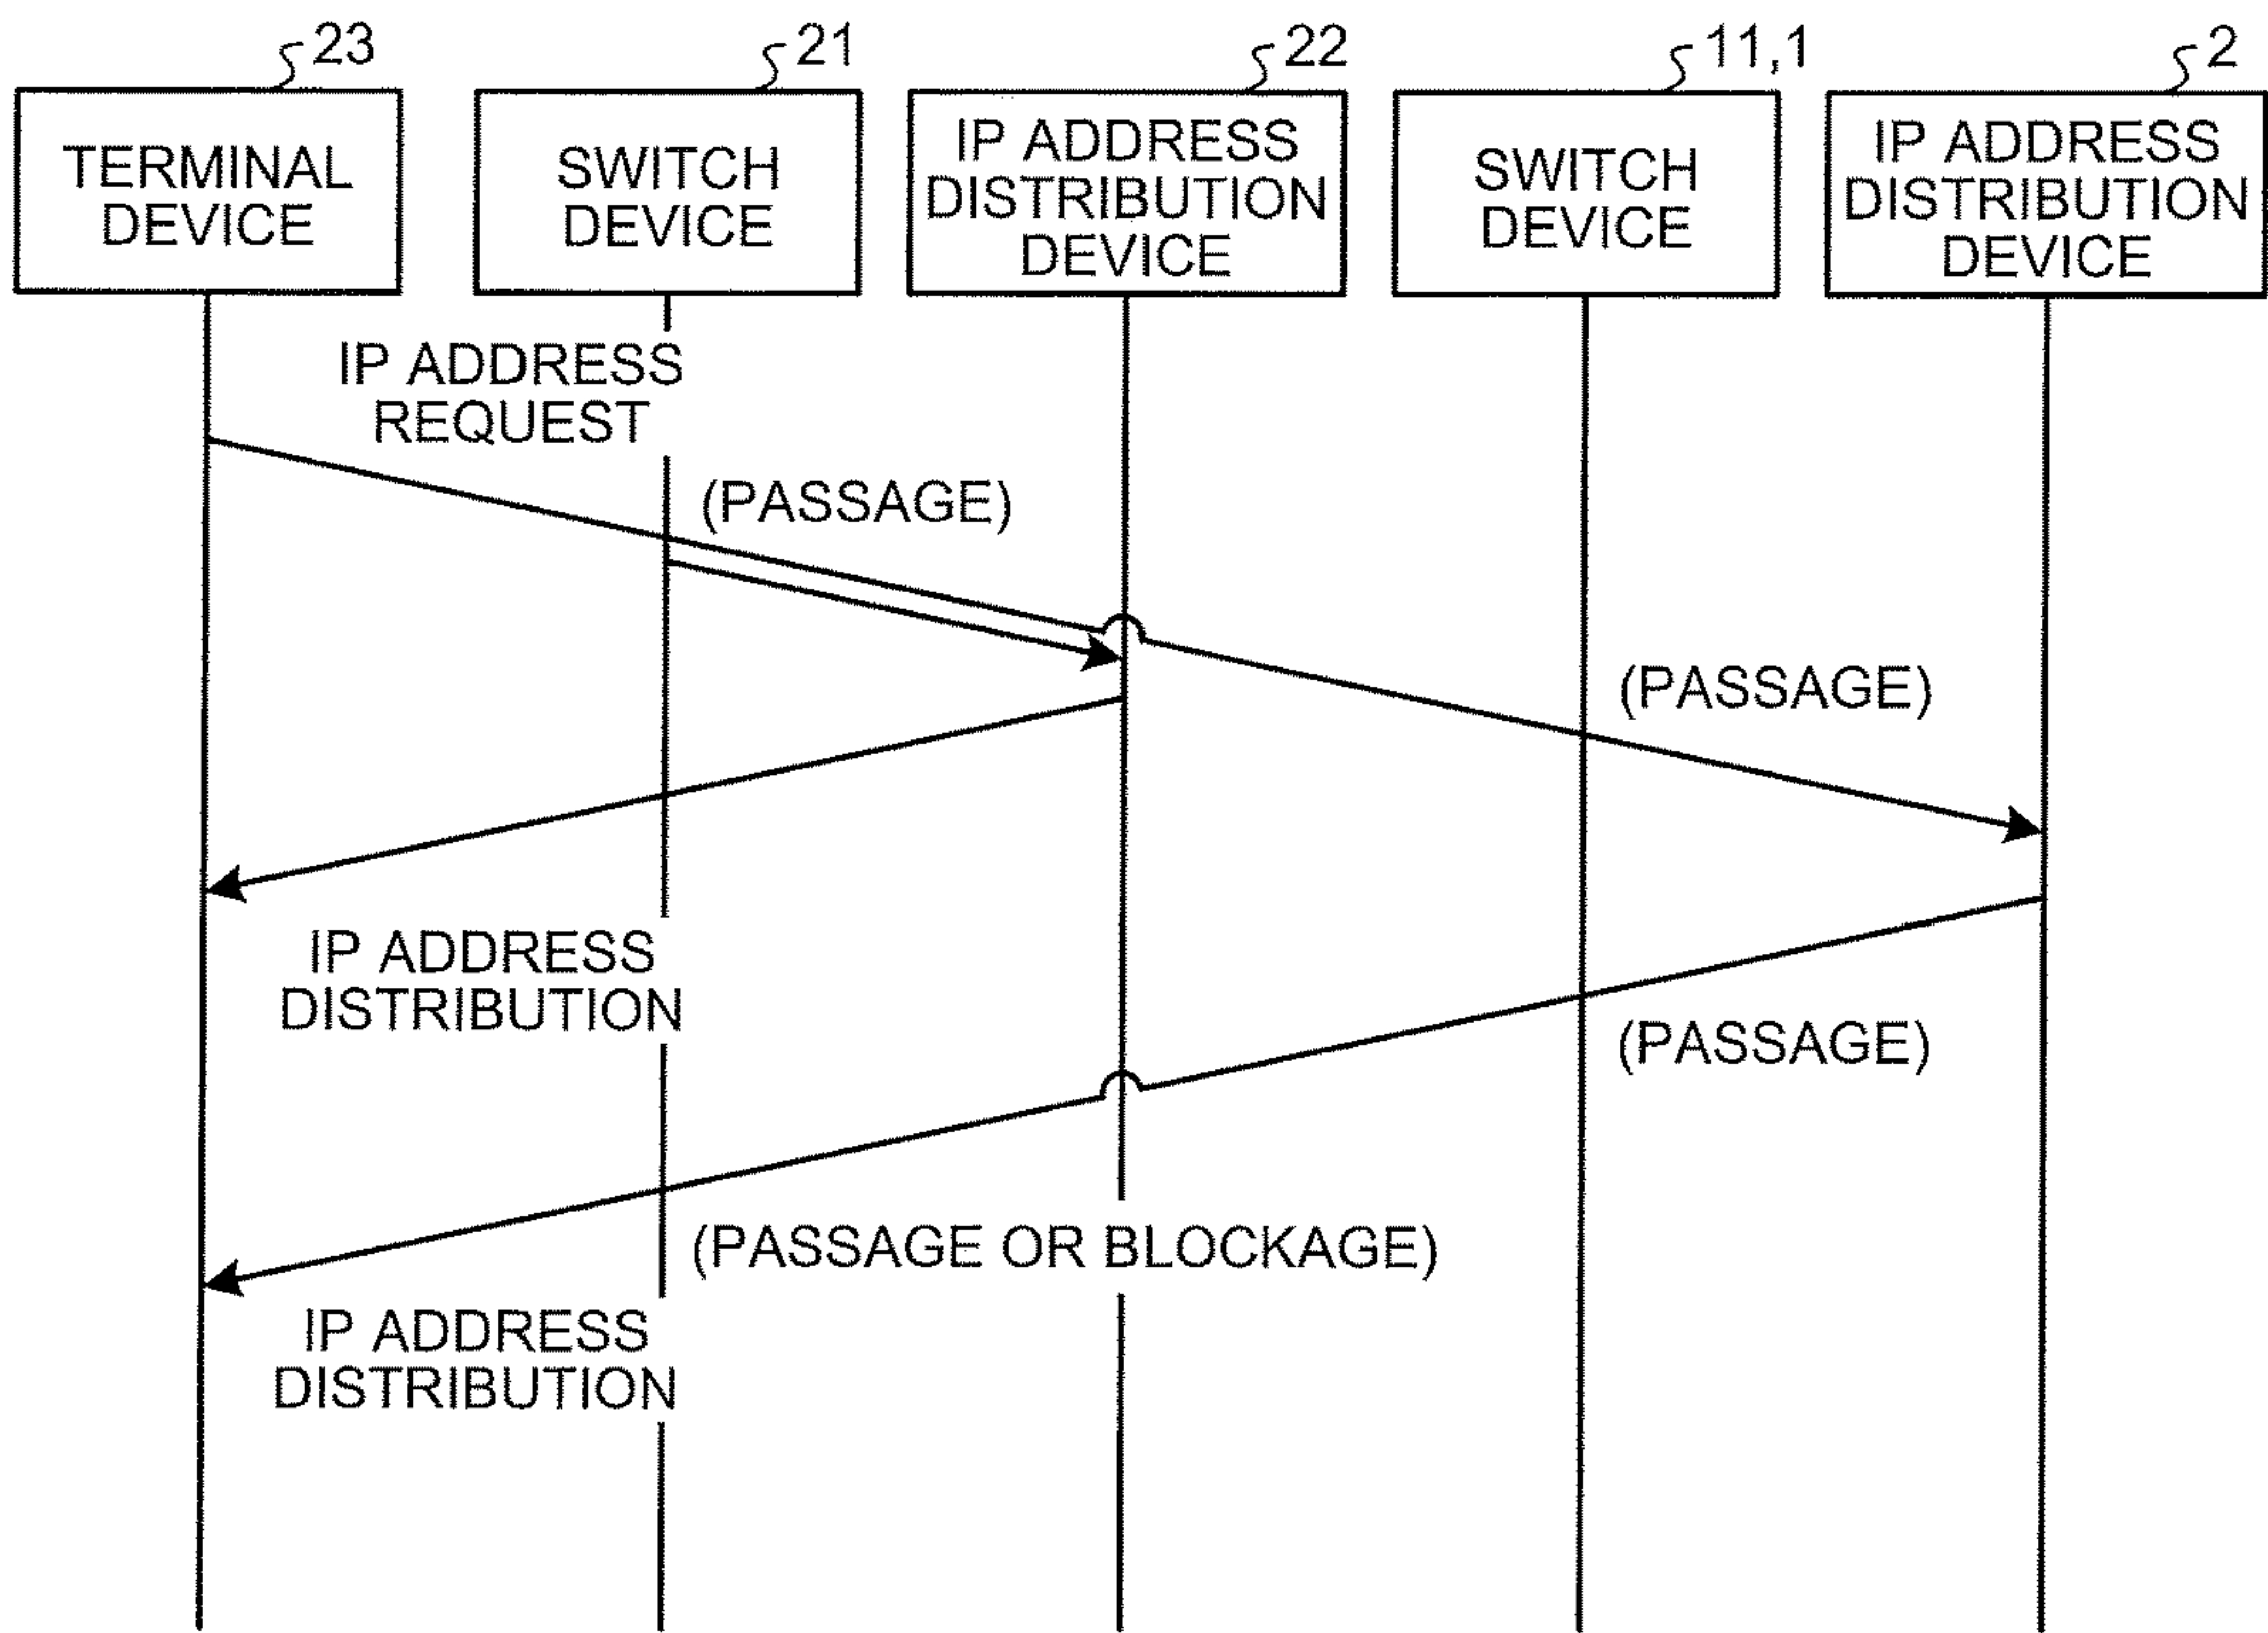 23
21
22
11,1
2
TERMINAL
DEVICE
SWITCH
DEVICE
IP ADDRESS
DISTRIBUTION
DEVICE
SWITCH
DEVICE
IP ADDRESS
DISTRIBUTION
DEVICE
IP ADDRESS
REQUEST
(PASSAGE)
(PASSAGE)
IP ADDRESS
DISTRIBUTION
(PASSAGE)
(PASSAGE OR BLOCKAGE)
IP ADDRESS
DISTRIBUTION